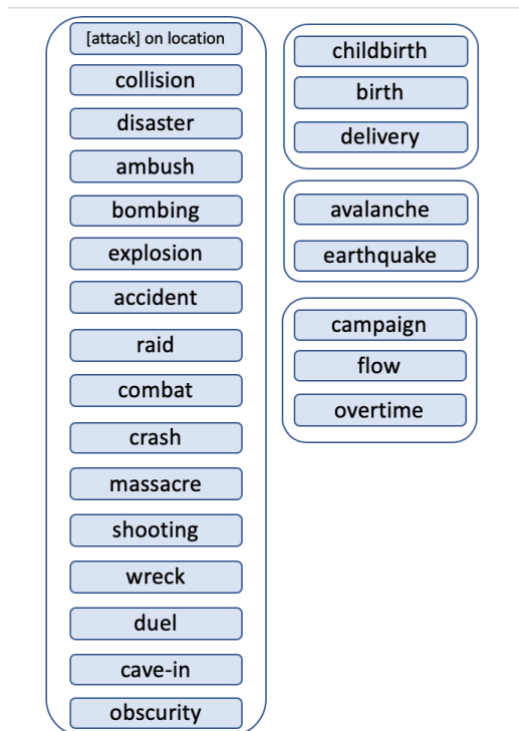 [attack] on location
collision
disaster
ambush
bombing
explosion
accident
raid
combat
crash
massacre
shooting
wreck
duel
cave-in
obscurity
childbirth
birth
delivery
avalanche
earthquake
campaign
flow
overtime